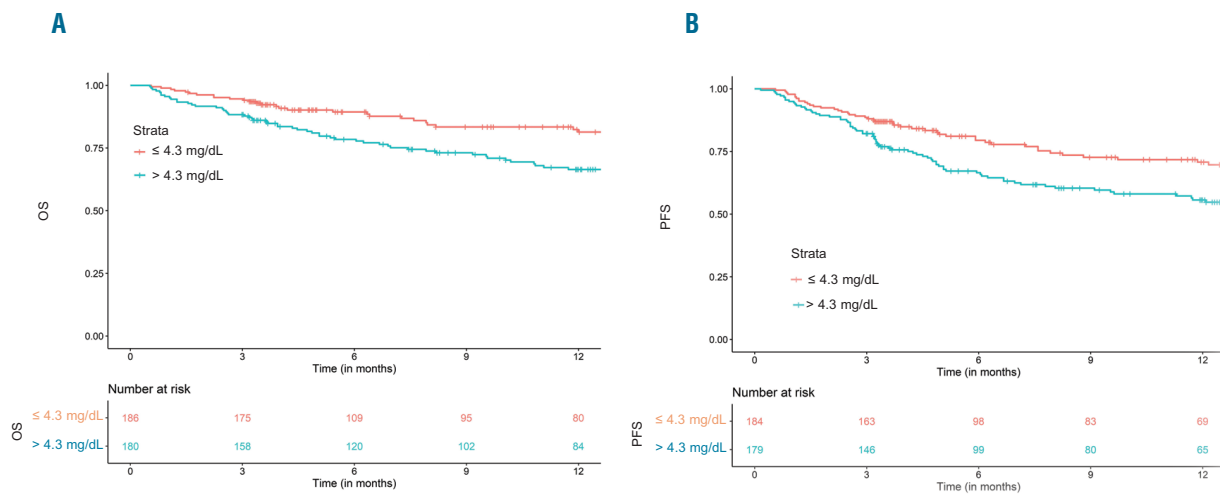 A
1.00
0.75
0.50
0.25
0.00
OS
Strata
≤ 4.3 mg/dL
> 4.3 mg/dL
0 3 6 9 12
Time (in months)
Number at risk
OS
≤ 4.3 mg/dL 186 175 109 95 80
> 4.3 mg/dL 180 158 120 102 84
0 3 6 9 12
Time (in months)
B
1.00
0.75
0.50
0.25
0.00
PFS
Strata
≤ 4.3 mg/dL
> 4.3 mg/dL
0 3 6 9 12
Time (in months)
Number at risk
PFS
≤ 4.3 mg/dL 184 163 98 83 69
> 4.3 mg/dL 179 146 99 80 65
0 3 6 9 12
Time (in months)